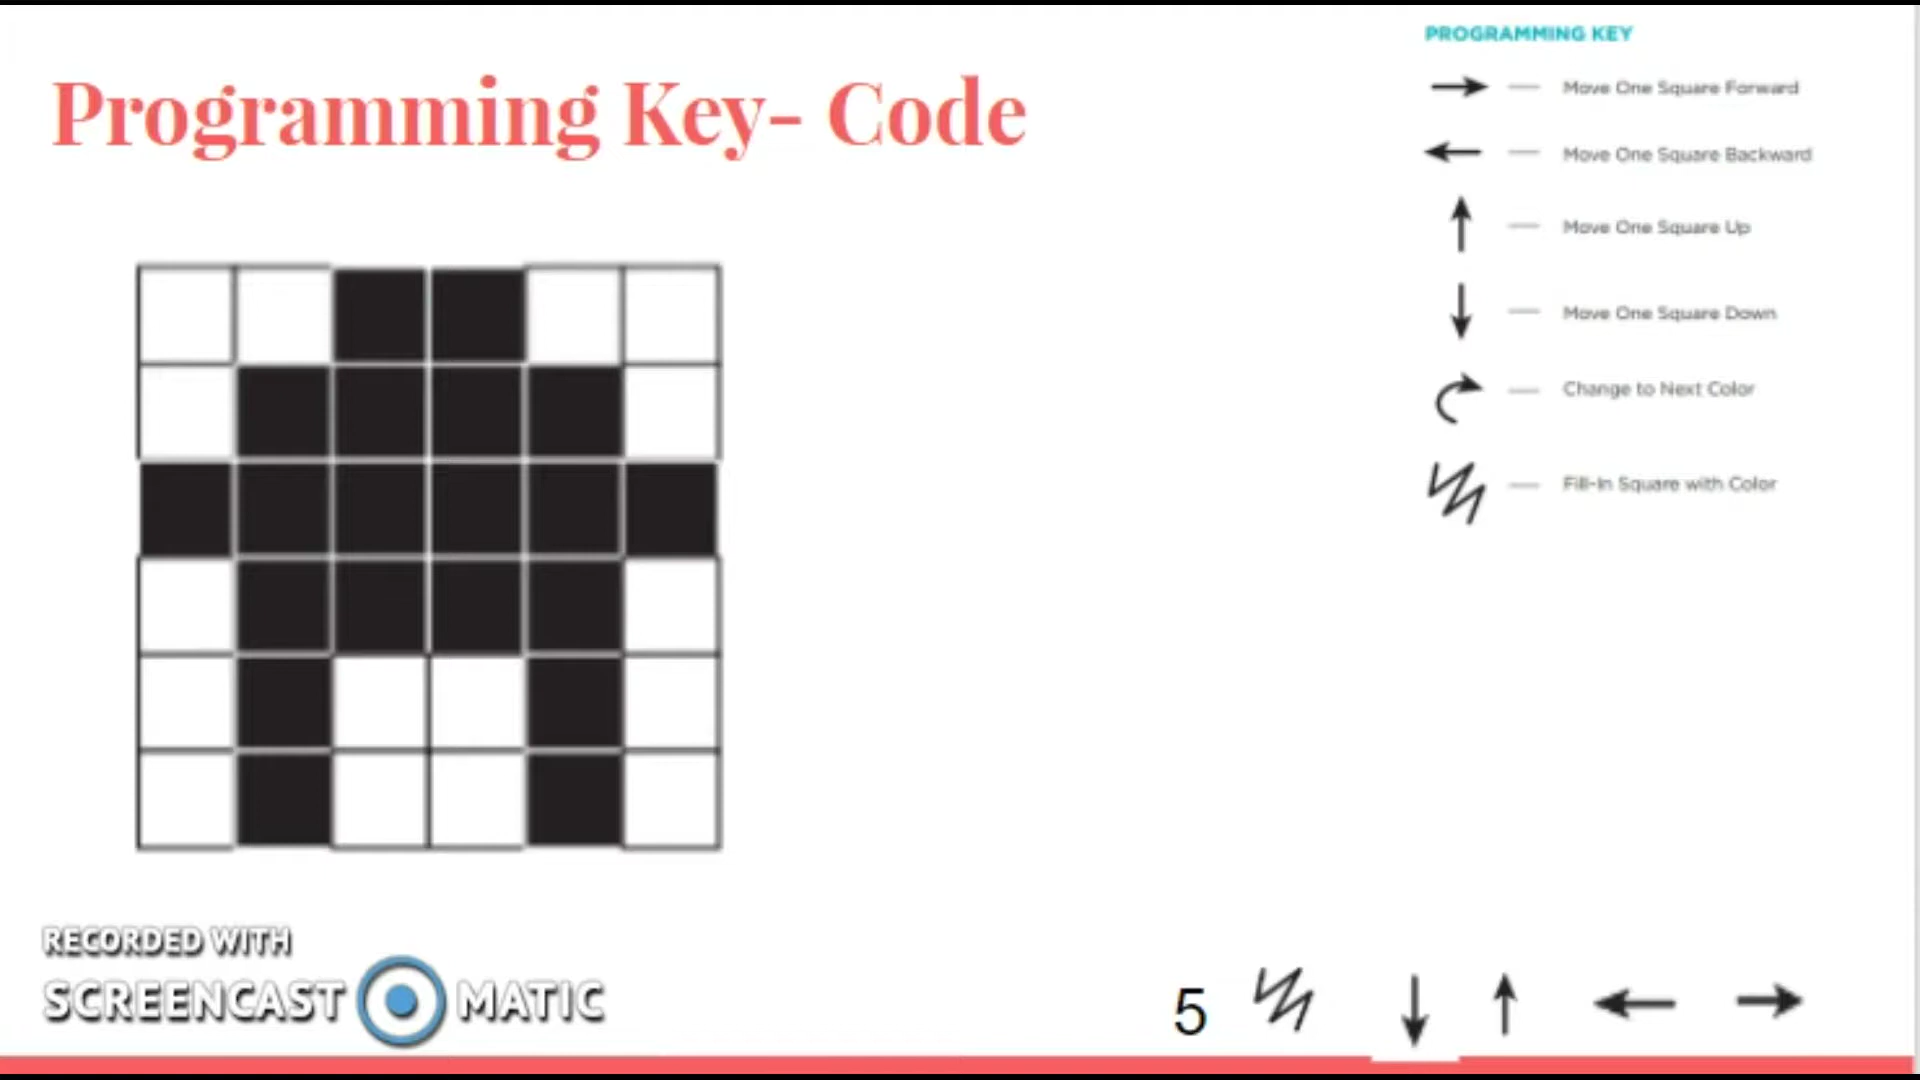 PROGRAMMING KEY
Programming Key- Code
Move One Square Forward
Move One Square Backward
Move One Square Up
Move One Square Down
Change to Next Color
Fill-In Square with Color
RECORDED WITH
SCREENCAST MATIC
5